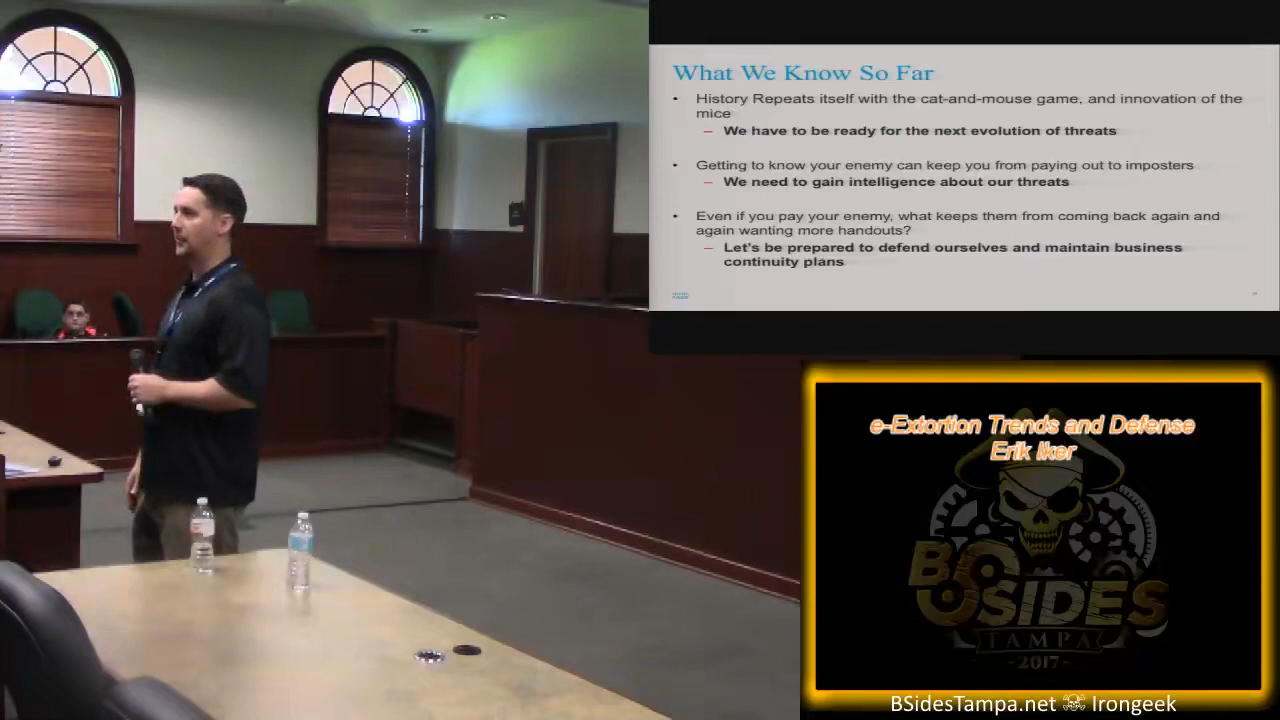 What We Know So Far
• History Repeats itself with the cat-and-mouse game, and innovation of the
mice
– We have to be ready for the next evolution of threats
• Getting to know your enemy can keep you from paying out to imposters
– We need to gain intelligence about our threats
• Even if you pay your enemy, what keeps them from coming back again and
again wanting more handouts?
– Let's be prepared to defend ourselves and maintain business
continuity plans
e-Extortion Trends and Defense
Erik Iker
BSIDES
TAMPA
-2017-
BSidesTampa.net ☠ Irongeek